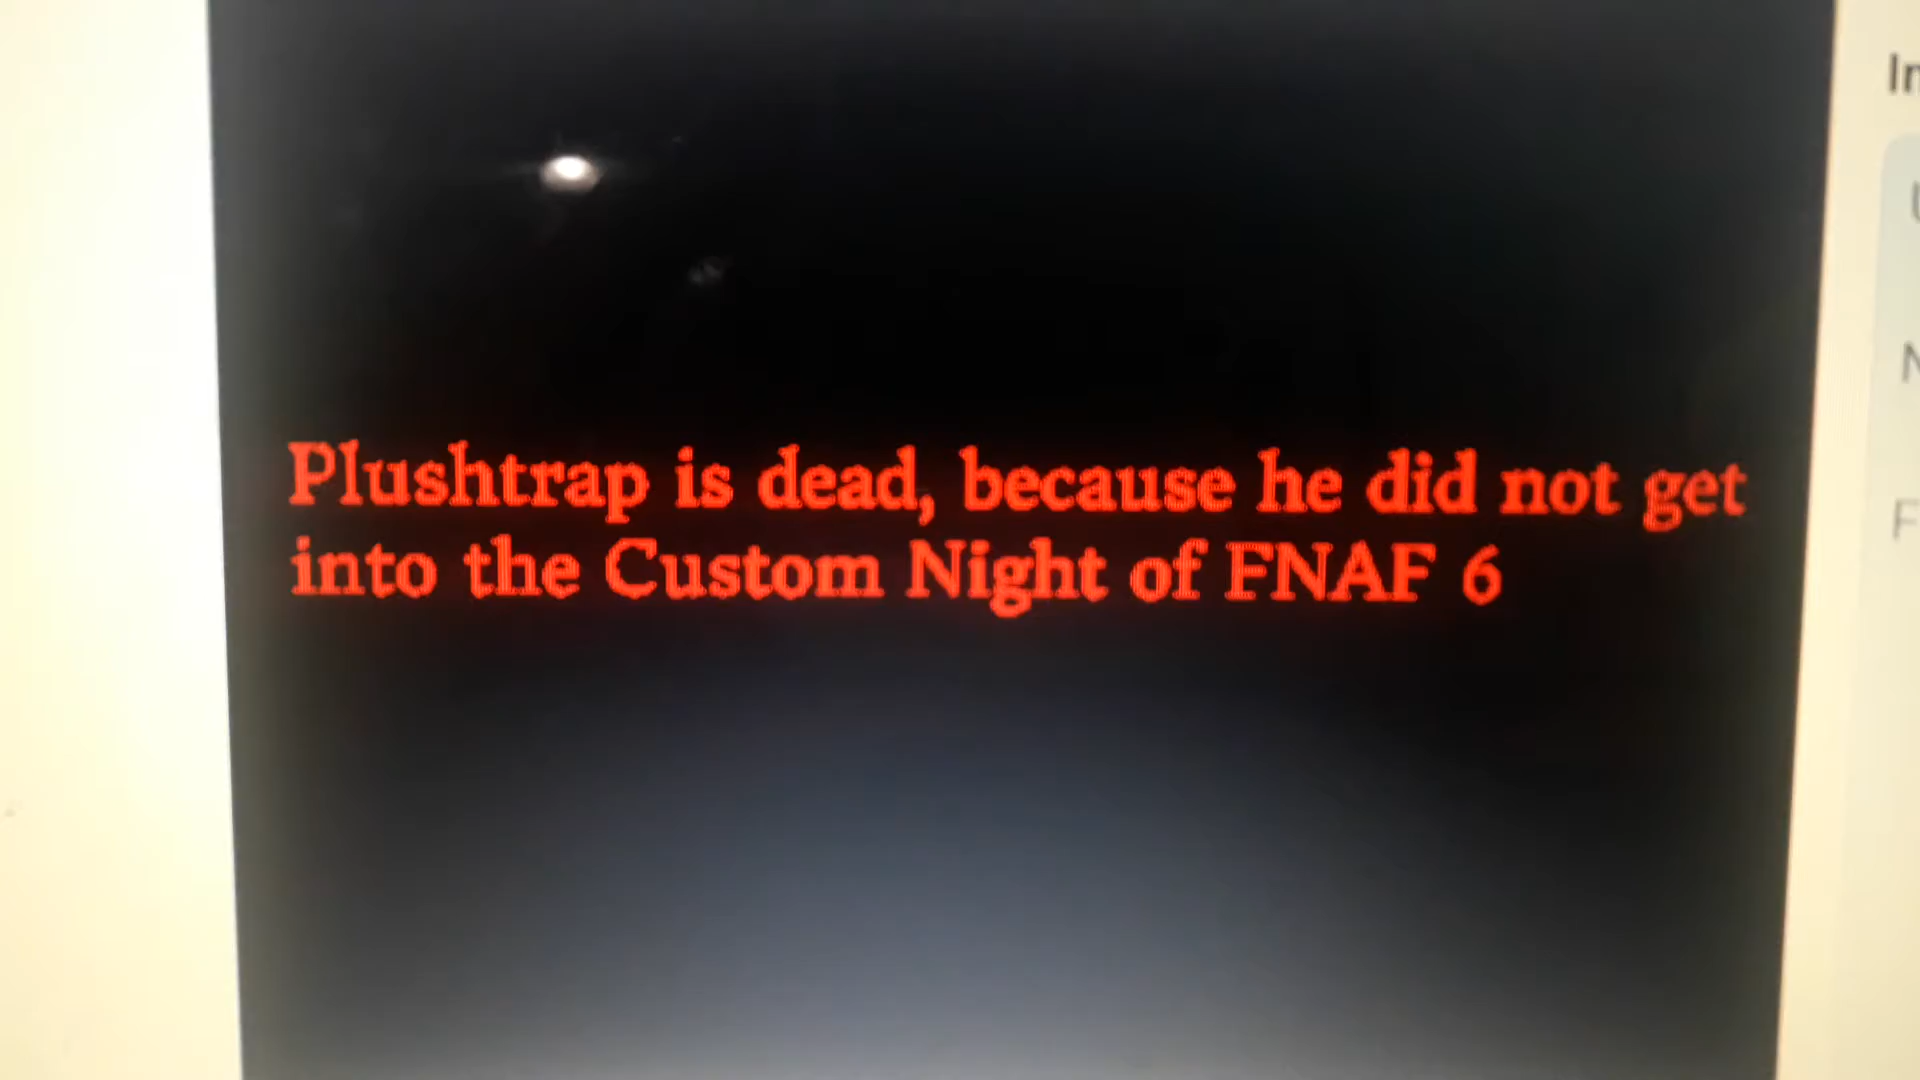 Plushtrap is dead, because he did not get
into the Custom Night of FNAF 6